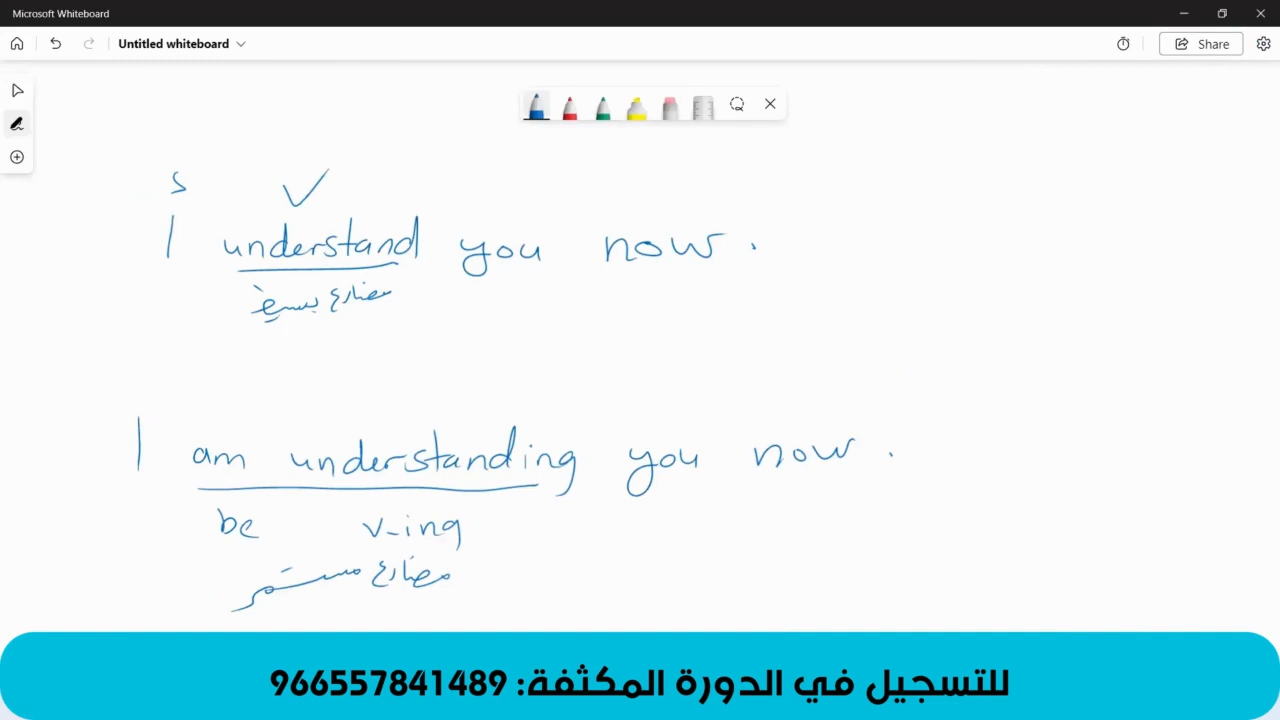 Microsoft Whiteboard
Untitled whiteboard
Share
s ✓
I understand you now.
مضارع بسيط
I am understanding you now.
be v-ing
مضارع مستمر
للتسجيل في الدورة المكثفة: 966557841489